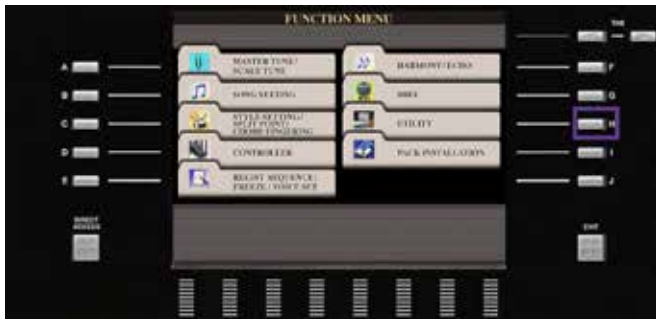 FUNCTION MENU
MASTER TUNE/
SCALE TUNE
HARMONY/ECHO
SONG SETTING
MIDI
STYLE SETTING/
SPLIT POINT/
CHORD FINGERING
UTILITY
CONTROLLER
PACK INSTALLATION
REGIST SEQUENCE/
FREEZE/VOICE SET
A
B
C
D
E
F
G
H
I
J
DIRECT
ACCESS
EXIT